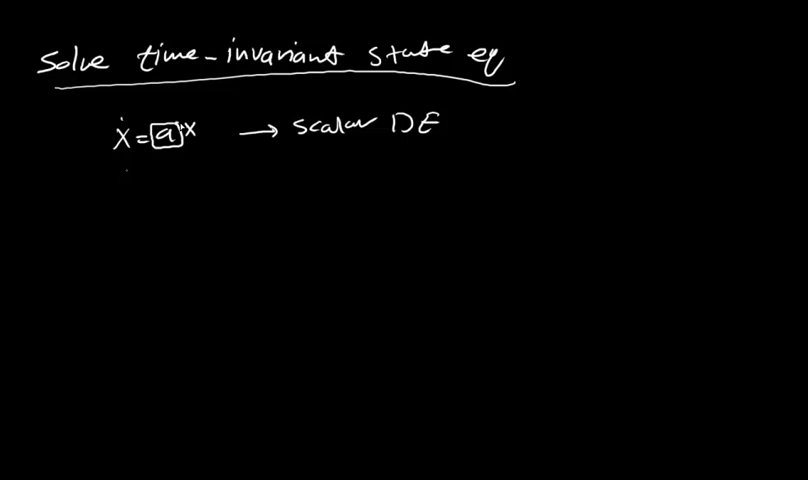 Solve time-invariant state eq
ẋ = a x → scalar DE